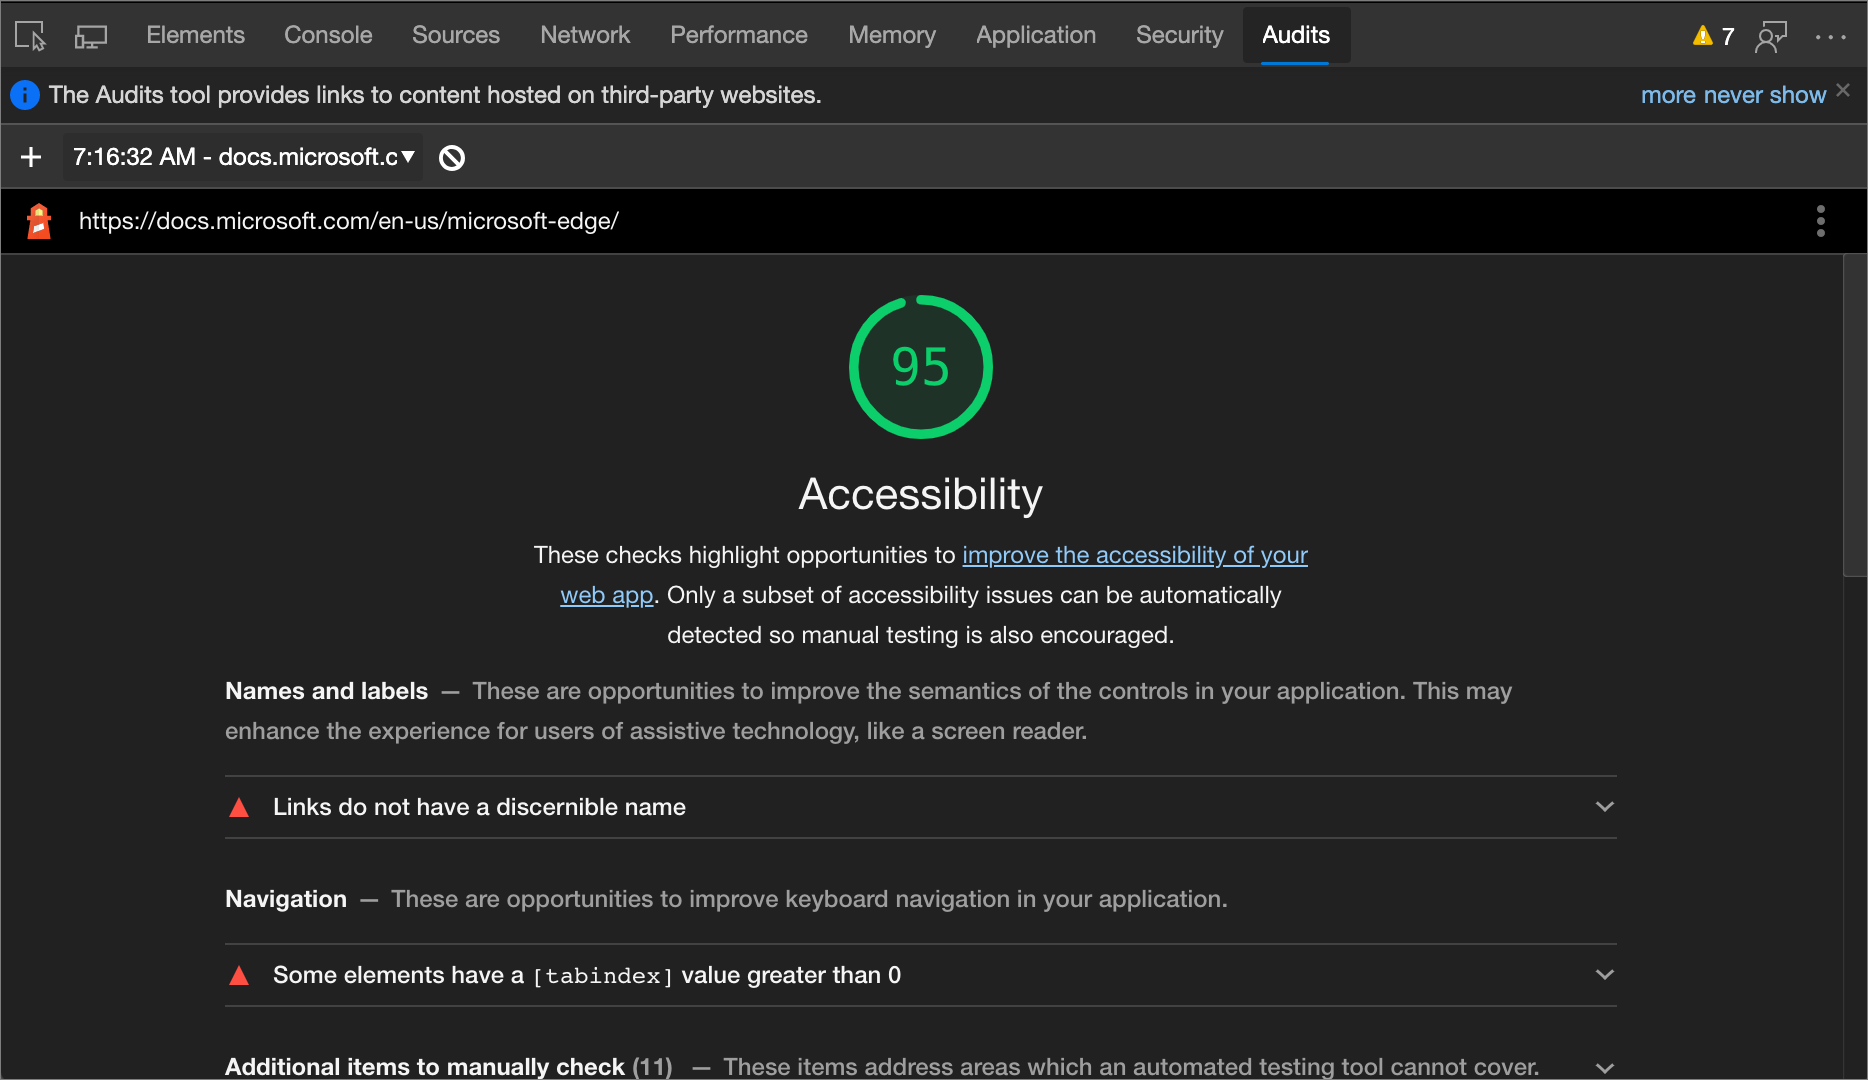 Elements Console Sources Network Performance Memory Application Security Audits 7
The Audits tool provides links to content hosted on third-party websites. more never show
7:16:32 AM - docs.microsoft.c
https://docs.microsoft.com/en-us/microsoft-edge/
95
Accessibility
These checks highlight opportunities to improve the accessibility of your
web app. Only a subset of accessibility issues can be automatically
detected so manual testing is also encouraged.
Names and labels — These are opportunities to improve the semantics of the controls in your application. This may
enhance the experience for users of assistive technology, like a screen reader.
Links do not have a discernible name
Navigation — These are opportunities to improve keyboard navigation in your application.
Some elements have a [tabindex] value greater than 0
Additional items to manually check (11) — These items address areas which an automated testing tool cannot cover.